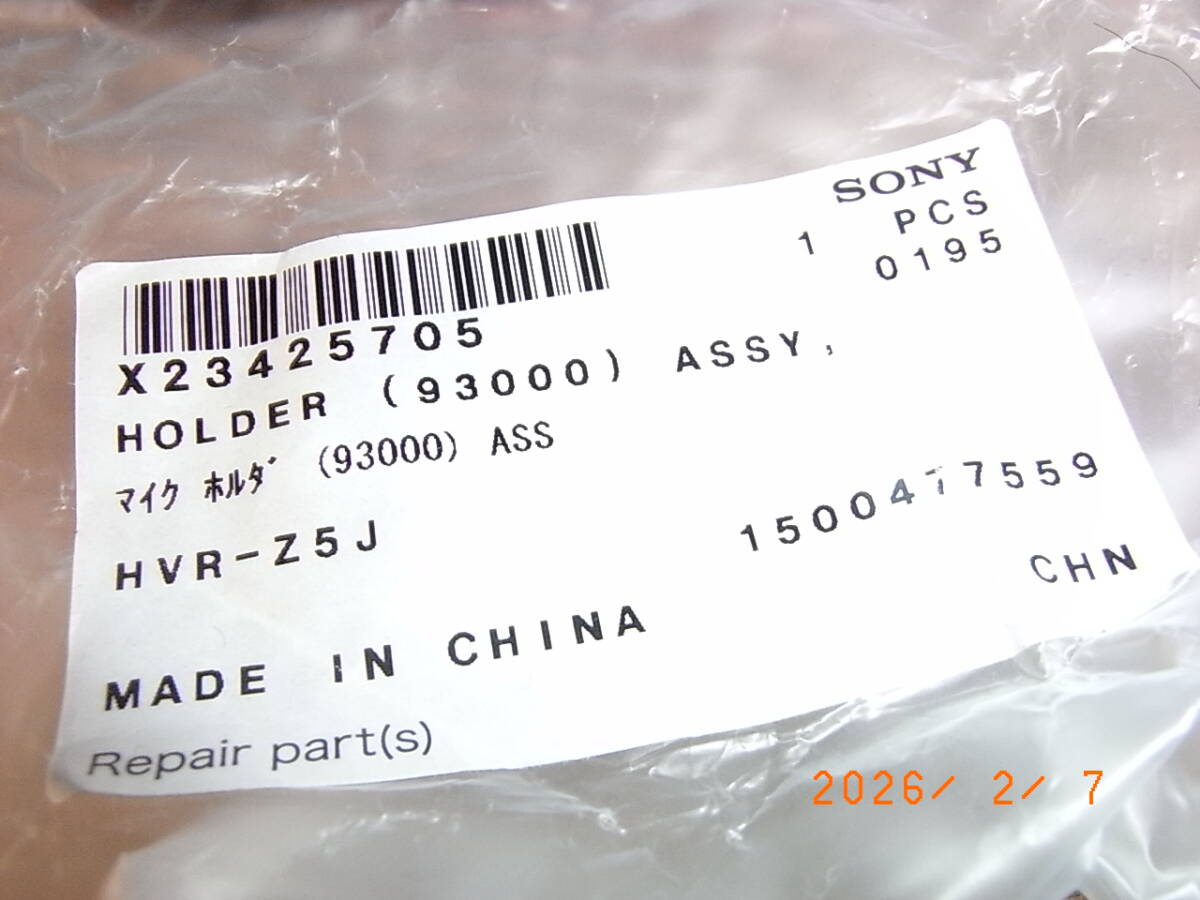 SONY
1 PCS
0195
X23425705
HOLDER (93000) ASSY,
マイク ホルダ (93000) ASS
HVR-Z5J
1500477559
CHN
MADE IN CHINA
Repair part(s)
2026/ 2/ 7